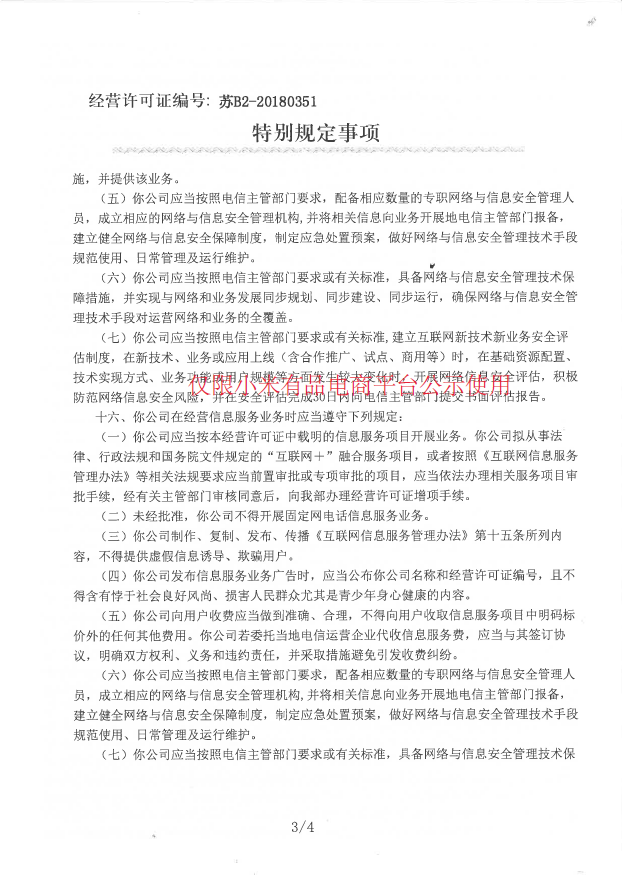 经营许可证编号: 苏B2-20180351
特别规定事项
施，并提供该业务。
（五）你公司应当按照电信主管部门要求，配备相应数量的专职网络与信息安全管理人
员，成立相应的网络与信息安全管理机构,并将相关信息向业务开展地电信主管部门报备，
建立健全网络与信息安全保障制度，制定应急处置预案，做好网络与信息安全管理技术手段
规范使用、日常管理及运行维护。
（六）你公司应当按照电信主管部门要求或有关标准，具备网络与信息安全管理技术保
障措施，并实现与网络和业务发展同步规划、同步建设、同步运行，确保网络与信息安全管
理技术手段对运营网络和业务的全覆盖。
（七）你公司应当按照电信主管部门要求或有关标准,建立互联网新技术新业务安全评
估制度，在新技术、业务或应用上线（含合作推广、试点、商用等）时，在基础资源配置、
技术实现方式、业务功能或用户规模等方面发生较大变化时，开展网络信息安全评估，积极
仅限小米有品电商平台公示使用
防范网络信息安全风险，并在安全评估完成30日内向电信主管部门提交书面评估报告。
十六、你公司在经营信息服务业务时应当遵守下列规定：
（一）你公司应当按本经营许可证中载明的信息服务项目开展业务。你公司拟从事法
律、行政法规和国务院文件规定的“互联网＋”融合服务项目，或者按照《互联网信息服务
管理办法》等相关法规要求应当前置审批或专项审批的项目，应当依法办理相关服务项目审
批手续，经有关主管部门审核同意后，向我部办理经营许可证增项手续。
（二）未经批准，你公司不得开展固定网电话信息服务业务。
（三）你公司制作、复制、发布、传播《互联网信息服务管理办法》第十五条所列内
容，不得提供虚假信息诱导、欺骗用户。
（四）你公司发布信息服务业务广告时，应当公布你公司名称和经营许可证编号，且不
得含有悖于社会良好风尚、损害人民群众尤其是青少年身心健康的内容。
（五）你公司向用户收费应当做到准确、合理，不得向用户收取信息服务项目中明码标
价外的任何其他费用。你公司若委托当地电信运营企业代收信息服务费，应当与其签订协
议，明确双方权利、义务和违约责任，并采取措施避免引发收费纠纷。
（六）你公司应当按照电信主管部门要求，配备相应数量的专职网络与信息安全管理人
员，成立相应的网络与信息安全管理机构,并将相关信息向业务开展地电信主管部门报备，
建立健全网络与信息安全保障制度，制定应急处置预案，做好网络与信息安全管理技术手段
规范使用、日常管理及运行维护。
（七）你公司应当按照电信主管部门要求或有关标准，具备网络与信息安全管理技术保
3/4